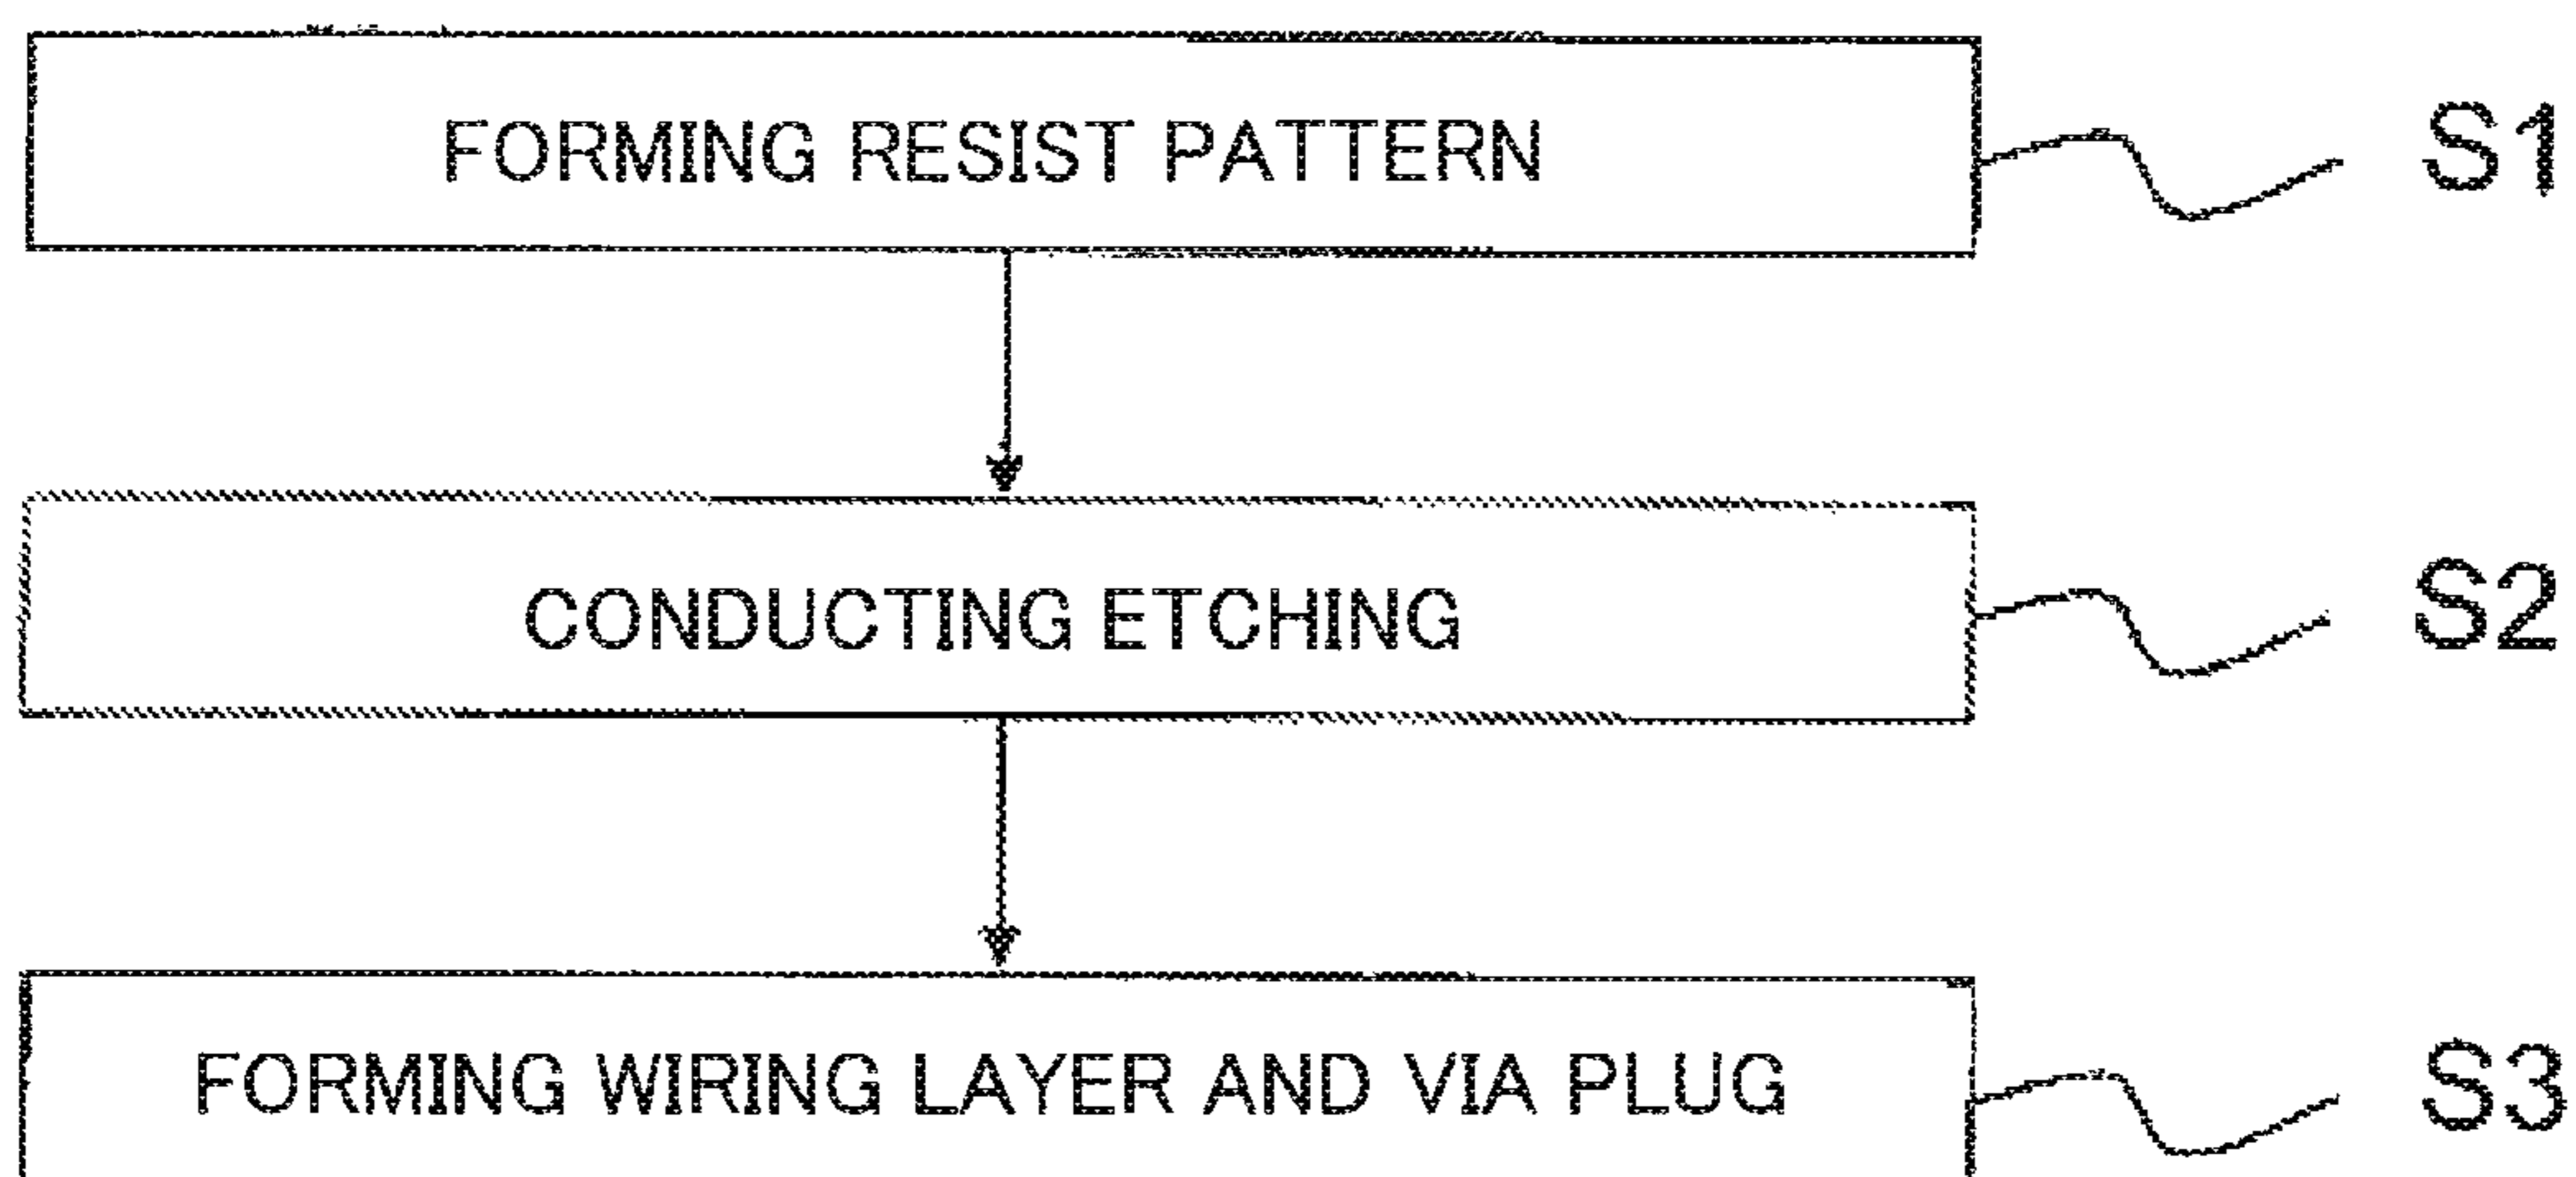 FORMING RESIST PATTERN S1
CONDUCTING ETCHING S2
FORMING WIRING LAYER AND VIA PLUG S3